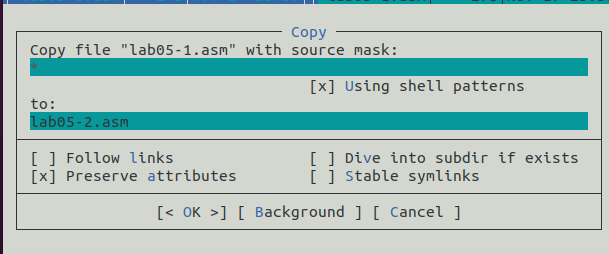 Copy
Copy file "lab05-1.asm" with source mask:
*
[x] Using shell patterns
to:
lab05-2.asm
[ ] Follow links [ ] Dive into subdir if exists
[x] Preserve attributes [ ] Stable symlinks
[< OK >] [ Background ] [ Cancel ]